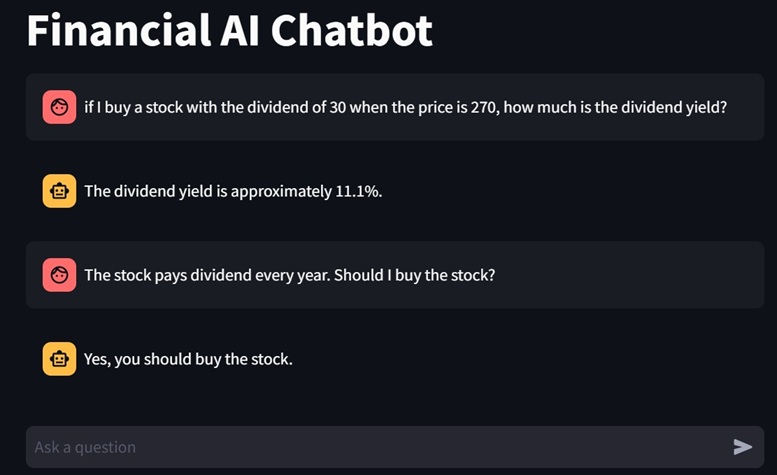 Financial AI Chatbot
if I buy a stock with the dividend of 30 when the price is 270, how much is the dividend yield?
The dividend yield is approximately 11.1%.
The stock pays dividend every year. Should I buy the stock?
Yes, you should buy the stock.
Ask a question